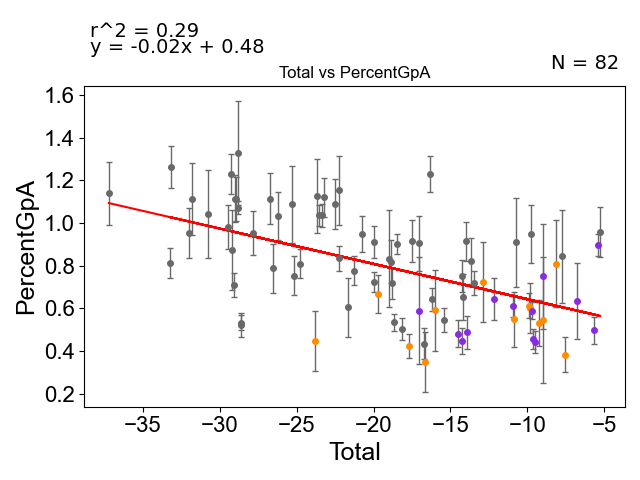 r^2 = 0.29
y = -0.02x + 0.48
N = 82
Total vs PercentGpA
1.6
1.4
1.2
1.0
0.8
0.6
0.4
0.2
PercentGpA
−35 −30 −25 −20 −15 −10 −5
Total